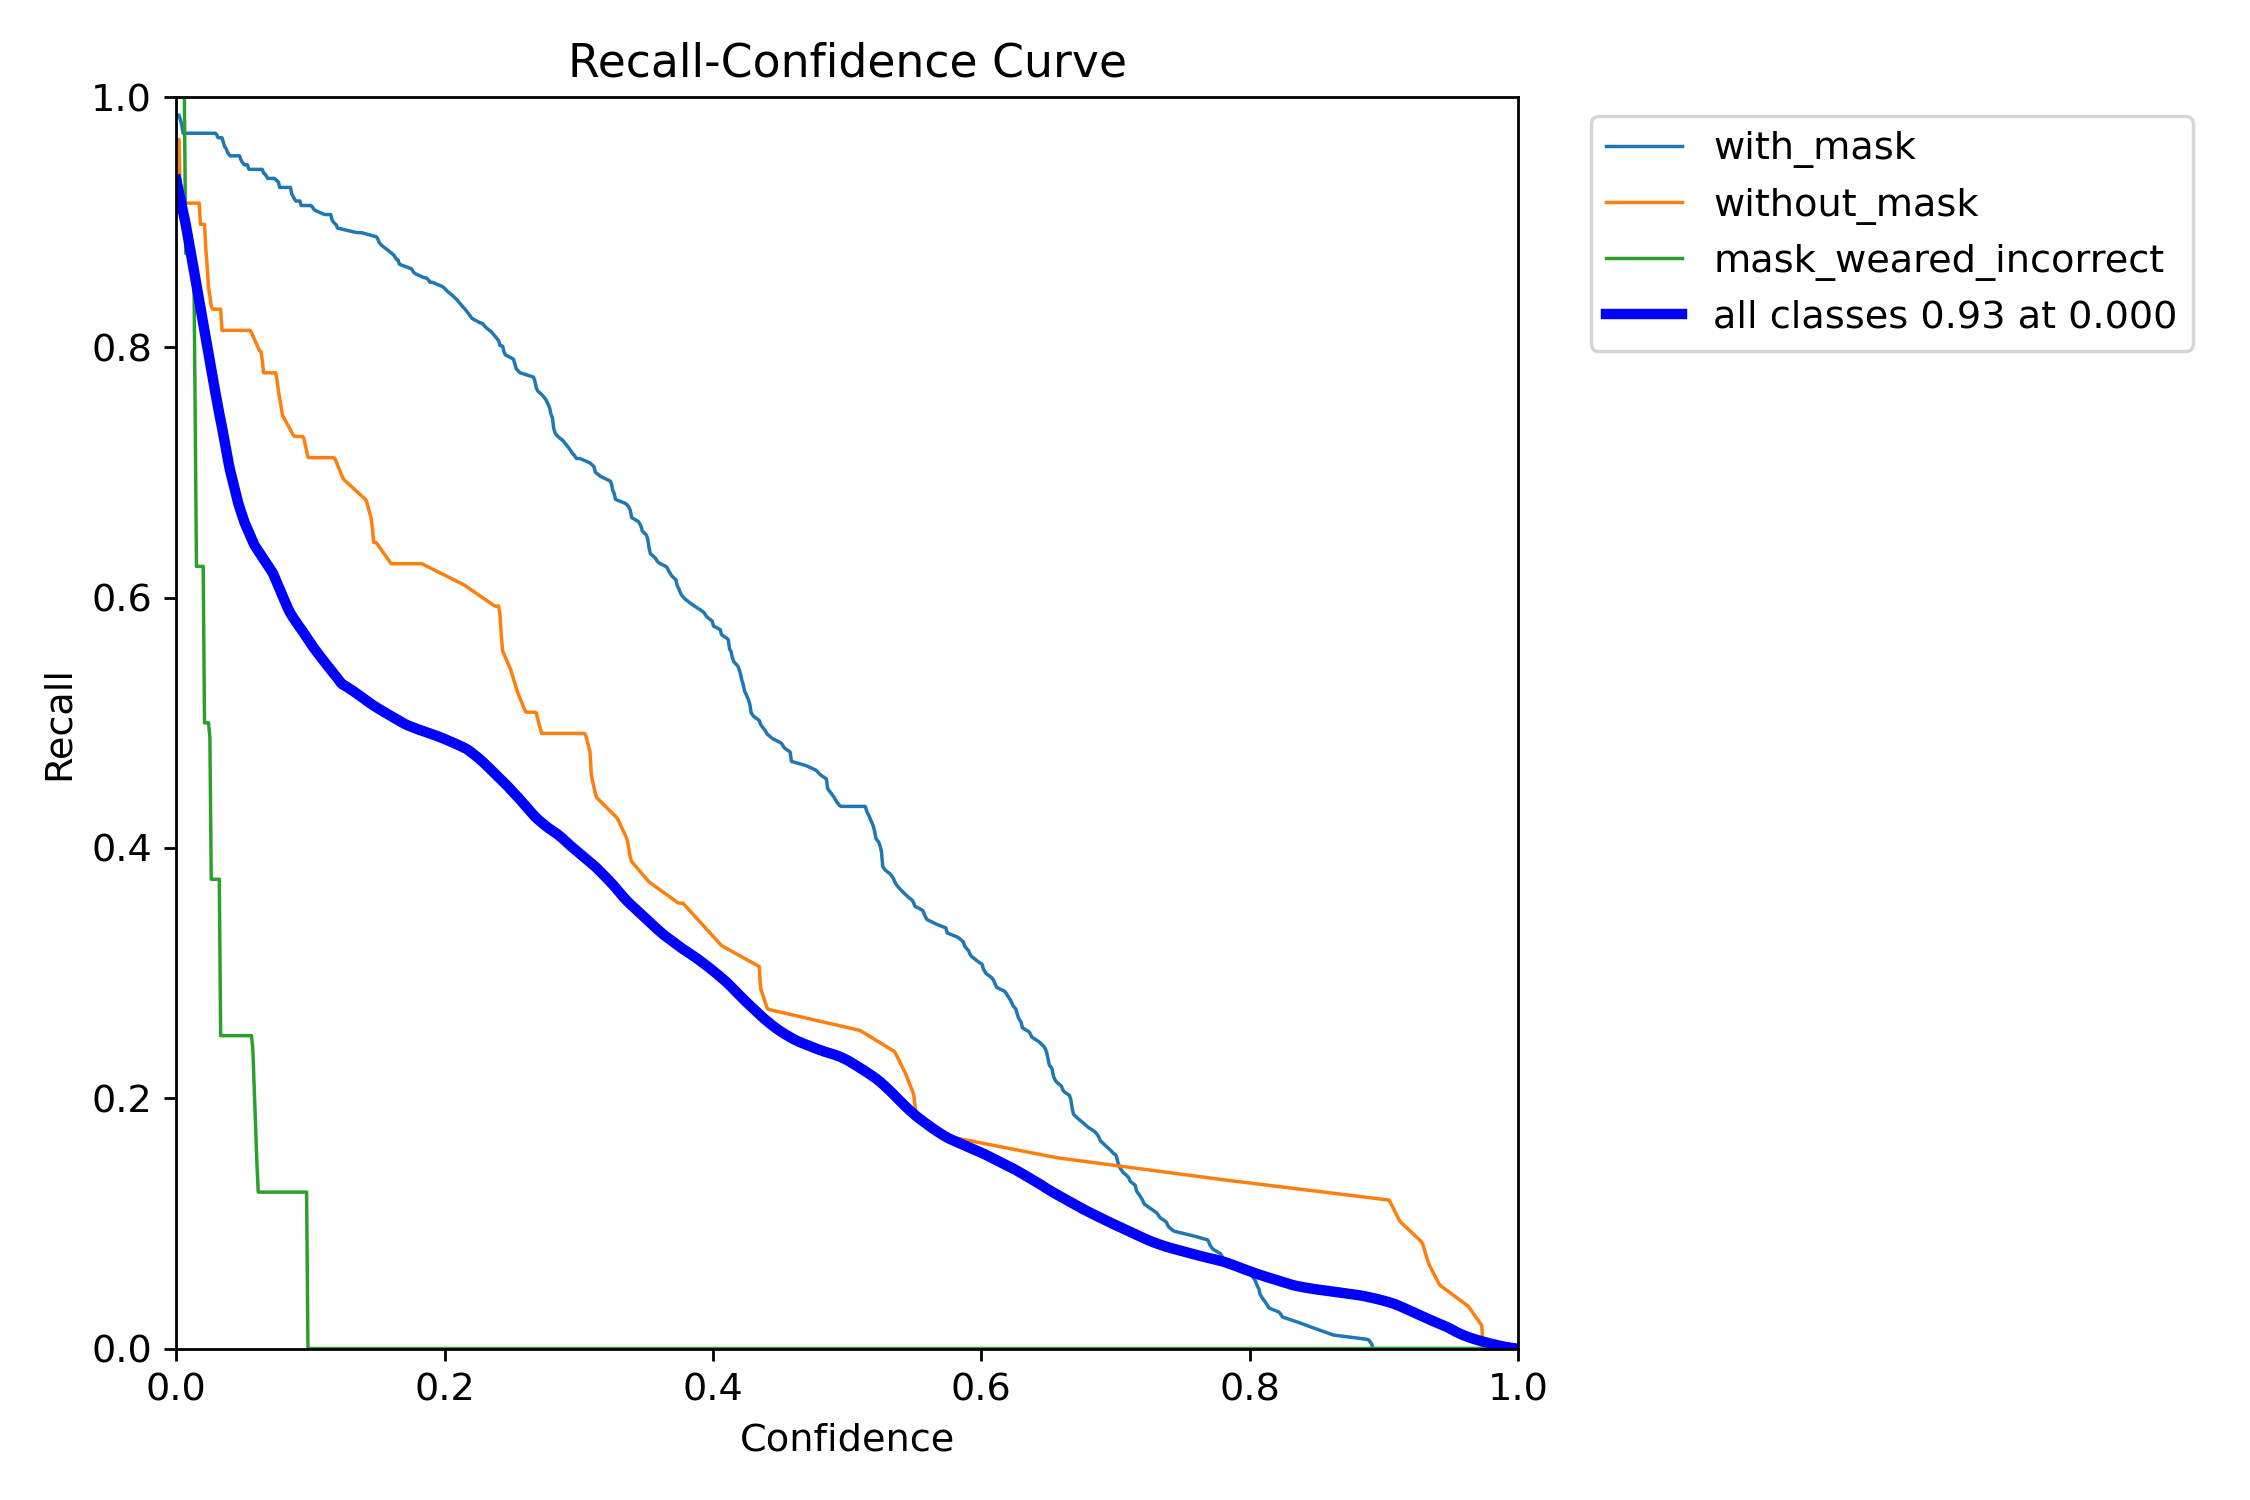 Recall-Confidence Curve
1.0
0.8
0.6
0.4
0.2
0.0
Recall
0.0 0.2 0.4 0.6 0.8 1.0
Confidence
with_mask
without_mask
mask_weared_incorrect
all classes 0.93 at 0.000